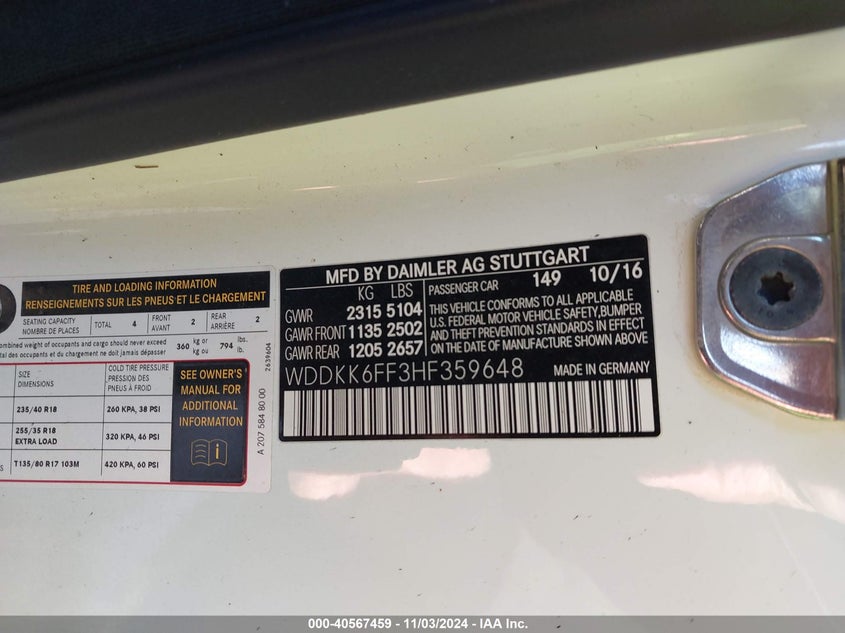 TIRE AND LOADING INFORMATION
RENSEIGNEMENTS SUR LES PNEUS ET LE CHARGEMENT
SEATING CAPACITY
NOMBRE DE PLACES
TOTAL 4
FRONT
AVANT
2
REAR
ARRIÈRE
2
ombined weight of occupants and cargo should never exceed
tal des occupants et du chargement ne doit jamais dépasser
360 kg or
kg ou
794 lbs.
lb.
SIZE
DIMENSIONS
COLD TIRE PRESSURE
PRESSION DES
PNEUS À FROID
235/40 R18
260 KPA, 38 PSI
255/35 R18
EXTRA LOAD
320 KPA, 46 PSI
T135/80 R17 103M
420 KPA, 60 PSI
SEE OWNER'S
MANUAL FOR
ADDITIONAL
INFORMATION
2639604
A 207 584 80 00
MFD BY DAIMLER AG STUTTGART
KG LBS
GVWR 2315 5104
GAWR FRONT 1135 2502
GAWR REAR 1205 2657
PASSENGER CAR 149 10/16
THIS VEHICLE CONFORMS TO ALL APPLICABLE
U.S. FEDERAL MOTOR VEHICLE SAFETY,BUMPER
AND THEFT PREVENTION STANDARDS IN EFFECT
ON THE DATE OF MANUFACTURE SHOWN ABOVE.
WDDKK6FF3HF359648
MADE IN GERMANY
000-40567459 - 11/03/2024 - IAA Inc.